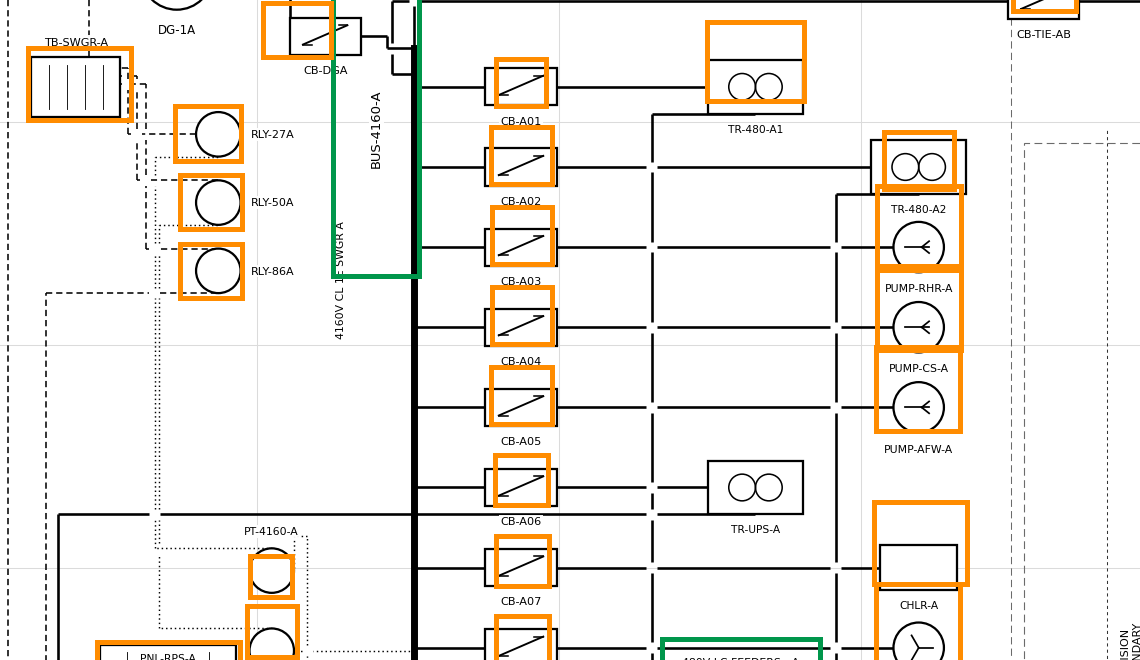 DG-1A
TB-SWGR-A
CB-DGA
CB-TIE-AB
BUS-4160-A
4160V CL 1E SWGR A
RLY-27A
RLY-50A
RLY-86A
CB-A01
CB-A02
CB-A03
CB-A04
CB-A05
CB-A06
CB-A07
TR-480-A1
TR-480-A2
PUMP-RHR-A
PUMP-CS-A
PUMP-AFW-A
TR-UPS-A
PT-4160-A
CHLR-A
PNL-RPS-A